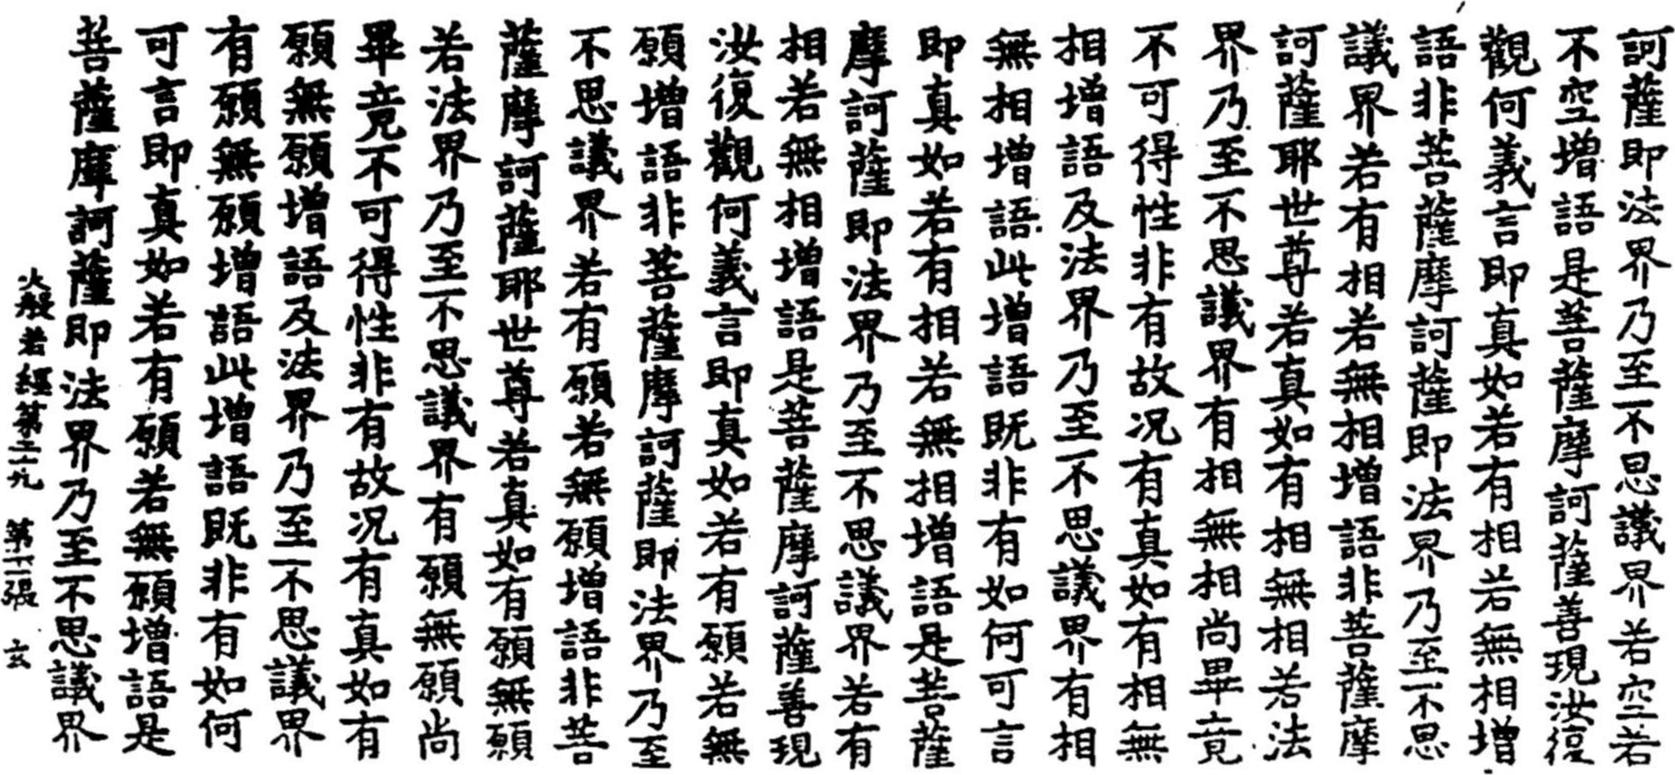 訶薩即法界乃至不思議界若空若
不空增語是菩薩摩訶薩善現汝復
觀何義言即真如若有相若無相增
語非菩薩摩訶薩即法界乃至不思
議界若有相若無相增語非菩薩摩
訶薩耶世尊若真如有相無相若法
界乃至不思議界有相無相尚畢竟
不可得性非有故況有真如有相無
相增語及法界乃至不思議界有相
無相增語此增語既非有如何可言
即真如若有相若無相增語是菩薩
摩訶薩即法界乃至不思議界若有
相若無相增語是菩薩摩訶薩善現
汝復觀何義言即真如若有願若無
願增語非菩薩摩訶薩即法界乃至
不思議界若有願若無願增語非菩
薩摩訶薩耶世尊若真如有願無願
若法界乃至不思議界有願無願尚
畢竟不可得性非有故況有真如有
願無願增語及法界乃至不思議界
有願無願增語此增語既非有如何
可言即真如若有願若無願增語是
菩薩摩訶薩即法界乃至不思議界
般若經第二十九 第 張 玄